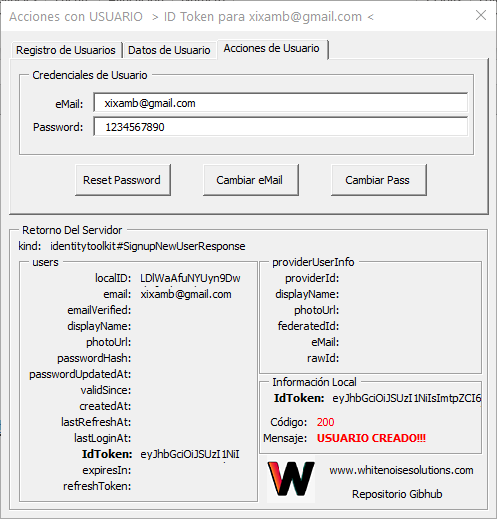 Acciones con USUARIO > ID Token para xixamb@gmail.com <
Registro de Usuarios Datos de Usuario Acciones de Usuario
Credenciales de Usuario
eMail: xixamb@gmail.com
Password: 1234567890
Reset Password Cambiar eMail Cambiar Pass
Retorno Del Servidor
kind: identitytoolkit#SignupNewUserResponse
users
localID: LDlWaAfuNYUyn9Dw
email: xixamb@gmail.com
emailVerified:
displayName:
photoUrl:
passwordHash:
passwordUpdatedAt:
validSince:
createdAt:
lastRefreshAt:
lastLoginAt:
IdToken: eyJhbGciOiJSUzI1NiI
expiresIn:
refreshToken:
providerUserInfo
providerId:
displayName:
photoUrl:
federatedId:
eMail:
rawId:
Información Local
IdToken: eyJhbGciOiJSUzI1NiIsImtpZCI6
Código: 200
Mensaje: USUARIO CREADO!!!
W
www.whitenoisesolutions.com
Repositorio Gibhub